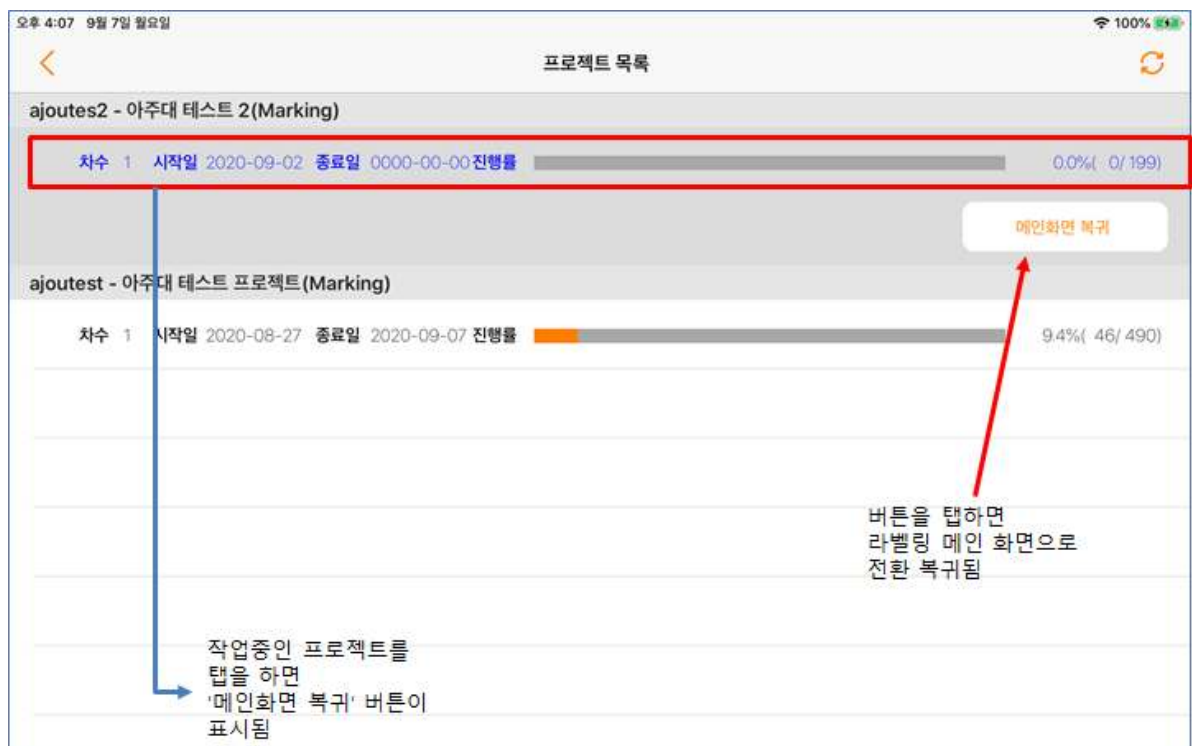 오후 4:07 9월 7일 월요일 100%
프로젝트 목록
ajoutes2 - 아주대 테스트 2(Marking)
차수 1 시작일 2020-09-02 종료일 0000-00-00 진행률 0.0%( 0/ 199)
메인화면 복귀
ajoutest - 아주대 테스트 프로젝트(Marking)
차수 1 시작일 2020-08-27 종료일 2020-09-07 진행률 9.4%( 46/ 490)
버튼을 탭하면
라벨링 메인 화면으로
전환 복귀됨
작업중인 프로젝트를
탭을 하면
'메인화면 복귀' 버튼이
표시됨